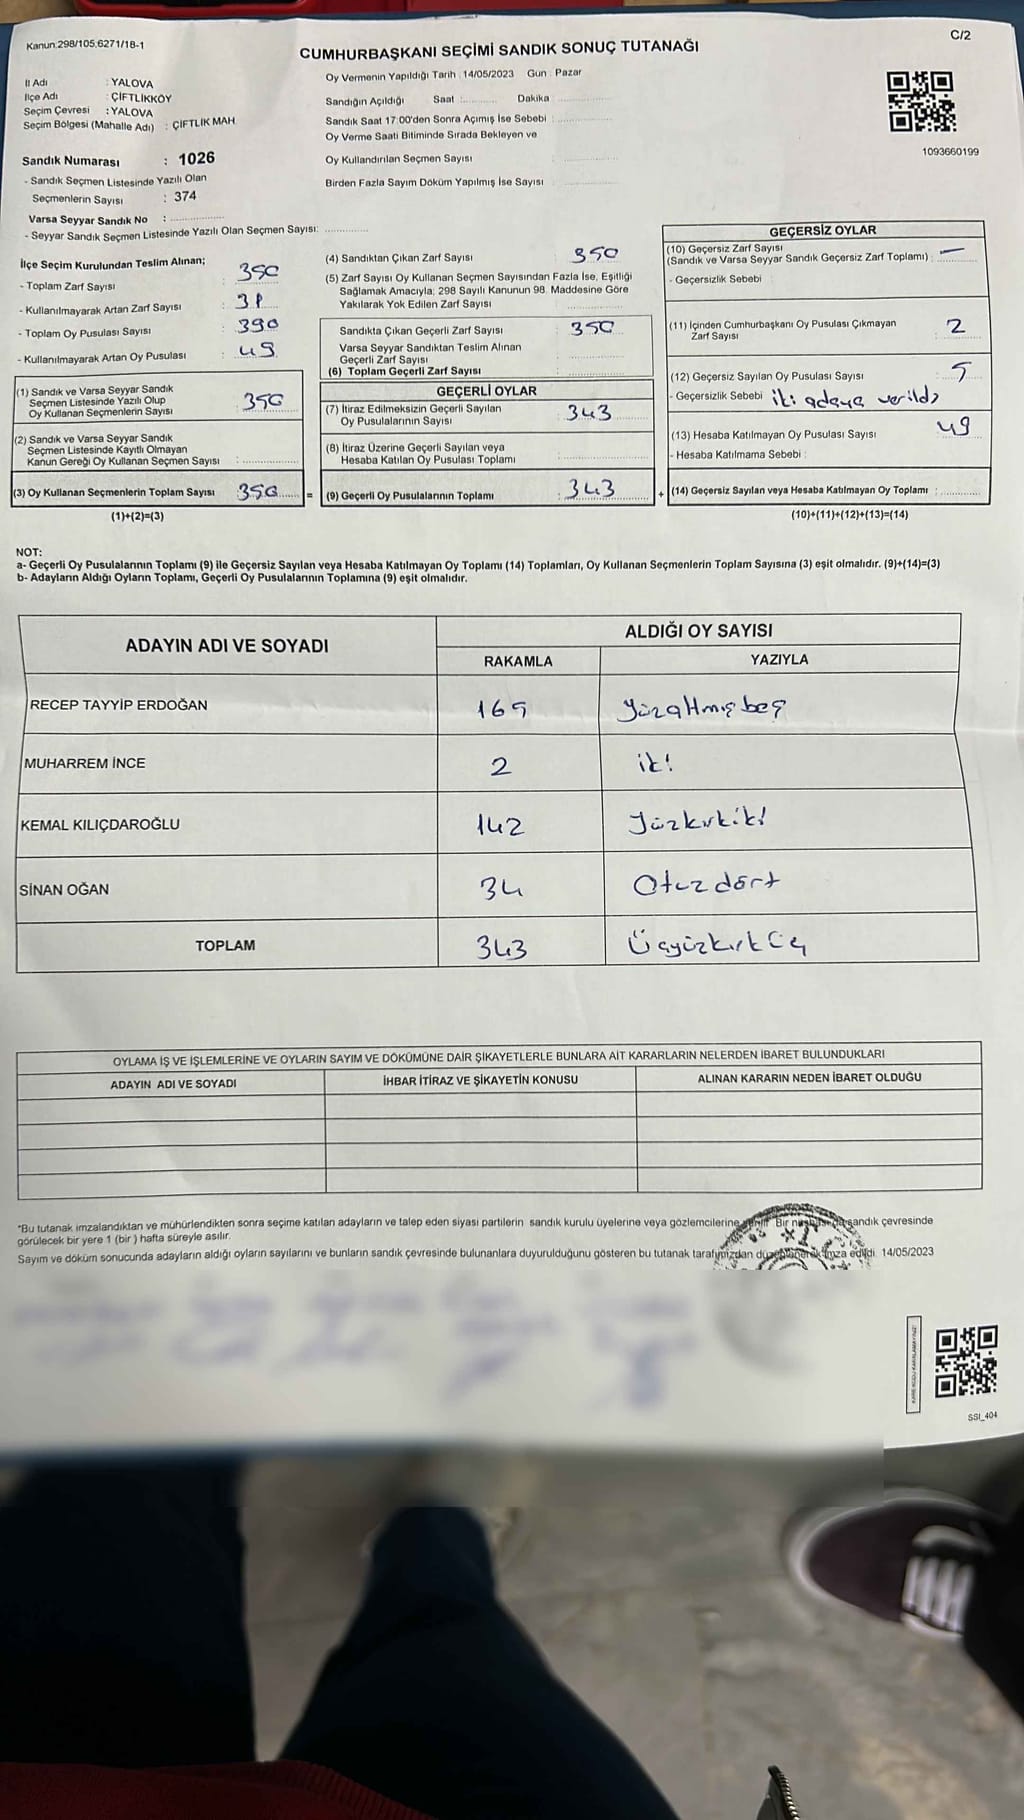 Kanun:298/105,6271/18-1
C/2
CUMHURBAŞKANI SEÇİMİ SANDIK SONUÇ TUTANAĞI
İl Adı : YALOVA
İlçe Adı : ÇİFTLİKKÖY
Seçim Çevresi : YALOVA
Seçim Bölgesi (Mahalle Adı) : ÇİFTLİK MAH.
Sandık Numarası : 1026
- Sandık Seçmen Listesinde Yazılı Olan
Seçmenlerin Sayısı : 374
Varsa Seyyar Sandık No :
- Seyyar Sandık Seçmen Listesinde Yazılı Olan Seçmen Sayısı:
Oy Vermenin Yapıldığı Tarih : 14/05/2023 Gün : Pazar
Sandığın Açıldığı Saat : Dakika
Sandık Saat 17:00'den Sonra Açımış İse Sebebi :
Oy Verme Saati Bitiminde Sırada Bekleyen ve
Oy Kullandırılan Seçmen Sayısı
Birden Fazla Sayım Döküm Yapılmış İse Sayısı :
1093660199
İlçe Seçim Kurulundan Teslim Alınan;
- Toplam Zarf Sayısı : 350
- Kullanılmayarak Artan Zarf Sayısı :
- Toplam Oy Pusulası Sayısı : 390
- Kullanılmayarak Artan Oy Pusulası : 49
(1) Sandık ve Varsa Seyyar Sandık
Seçmen Listesinde Yazılı Olup
Oy Kullanan Seçmenlerin Sayısı : 350
(2) Sandık ve Varsa Seyyar Sandık
Seçmen Listesinde Kayıtlı Olmayan
Kanun Gereği Oy Kullanan Seçmen Sayısı :
(3) Oy Kullanan Seçmenlerin Toplam Sayısı : 350 =
(1)+(2)=(3)
(4) Sandıktan Çıkan Zarf Sayısı : 350
(5) Zarf Sayısı Oy Kullanan Seçmen Sayısından Fazla İse, Eşitliği
Sağlamak Amacıyla; 298 Sayılı Kanunun 98. Maddesine Göre
Yakılarak Yok Edilen Zarf Sayısı :
Sandıkta Çıkan Geçerli Zarf Sayısı : 350
Varsa Seyyar Sandıktan Teslim Alınan
Geçerli Zarf Sayısı
(6) Toplam Geçerli Zarf Sayısı
GEÇERLİ OYLAR
(7) İtiraz Edilmeksizin Geçerli Sayılan
Oy Pusulalarının Sayısı : 343
(8) İtiraz Üzerine Geçerli Sayılan veya
Hesaba Katılan Oy Pusulası Toplamı
(9) Geçerli Oy Pusulalarının Toplamı : 343 +
GEÇERSİZ OYLAR
(10) Geçersiz Zarf Sayısı
(Sandık ve Varsa Seyyar Sandık Geçersiz Zarf Toplamı) : —
- Geçersizlik Sebebi :
(11) İçinden Cumhurbaşkanı Oy Pusulası Çıkmayan
Zarf Sayısı : 2
(12) Geçersiz Sayılan Oy Pusulası Sayısı : 5
- Geçersizlik Sebebi iki adaya verildi
(13) Hesaba Katılmayan Oy Pusulası Sayısı : 49
- Hesaba Katılmama Sebebi :
(14) Geçersiz Sayılan veya Hesaba Katılmayan Oy Toplamı :
(10)+(11)+(12)+(13)=(14)
NOT:
a- Geçerli Oy Pusulalarının Toplamı (9) ile Geçersiz Sayılan veya Hesaba Katılmayan Oy Toplamı (14) Toplamları, Oy Kullanan Seçmenlerin Toplam Sayısına (3) eşit olmalıdır. (9)+(14)=(3)
b- Adayların Aldığı Oyların Toplamı, Geçerli Oy Pusulalarının Toplamına (9) eşit olmalıdır.
ADAYIN ADI VE SOYADI
ALDIĞI OY SAYISI
RAKAMLA YAZIYLA
RECEP TAYYİP ERDOĞAN 165 yüzaltmışbeş
MUHARREM İNCE 2 iki
KEMAL KILIÇDAROĞLU 142 yüzkırkiki
SİNAN OĞAN 34 Otuzdört
TOPLAM 343 Üçyüzkırküç
OYLAMA İŞ VE İŞLEMLERİNE VE OYLARIN SAYIM VE DÖKÜMÜNE DAİR ŞİKAYETLERLE BUNLARA AİT KARARLARIN NELERDEN İBARET BULUNDUKLARI
ADAYIN ADI VE SOYADI İHBAR İTİRAZ VE ŞİKAYETİN KONUSU ALINAN KARARIN NEDEN İBARET OLDUĞU
*Bu tutanak imzalandıktan ve mühürlendikten sonra seçime katılan adayların ve talep eden siyasi partilerin sandık kurulu üyelerine veya gözlemcilerine Bir sandık çevresinde
görülecek bir yere 1 (bir ) hafta süreyle asılır.
Sayım ve döküm sonucunda adayların aldığı oyların sayılarını ve bunların sandık çevresinde bulunanlara duyurulduğunu gösteren bu tutanak tarafımızdan düzenlenerek imza edildi. 14/05/2023
T.C.
KARE KODU KARALAMAYINIZ!
SSI_404